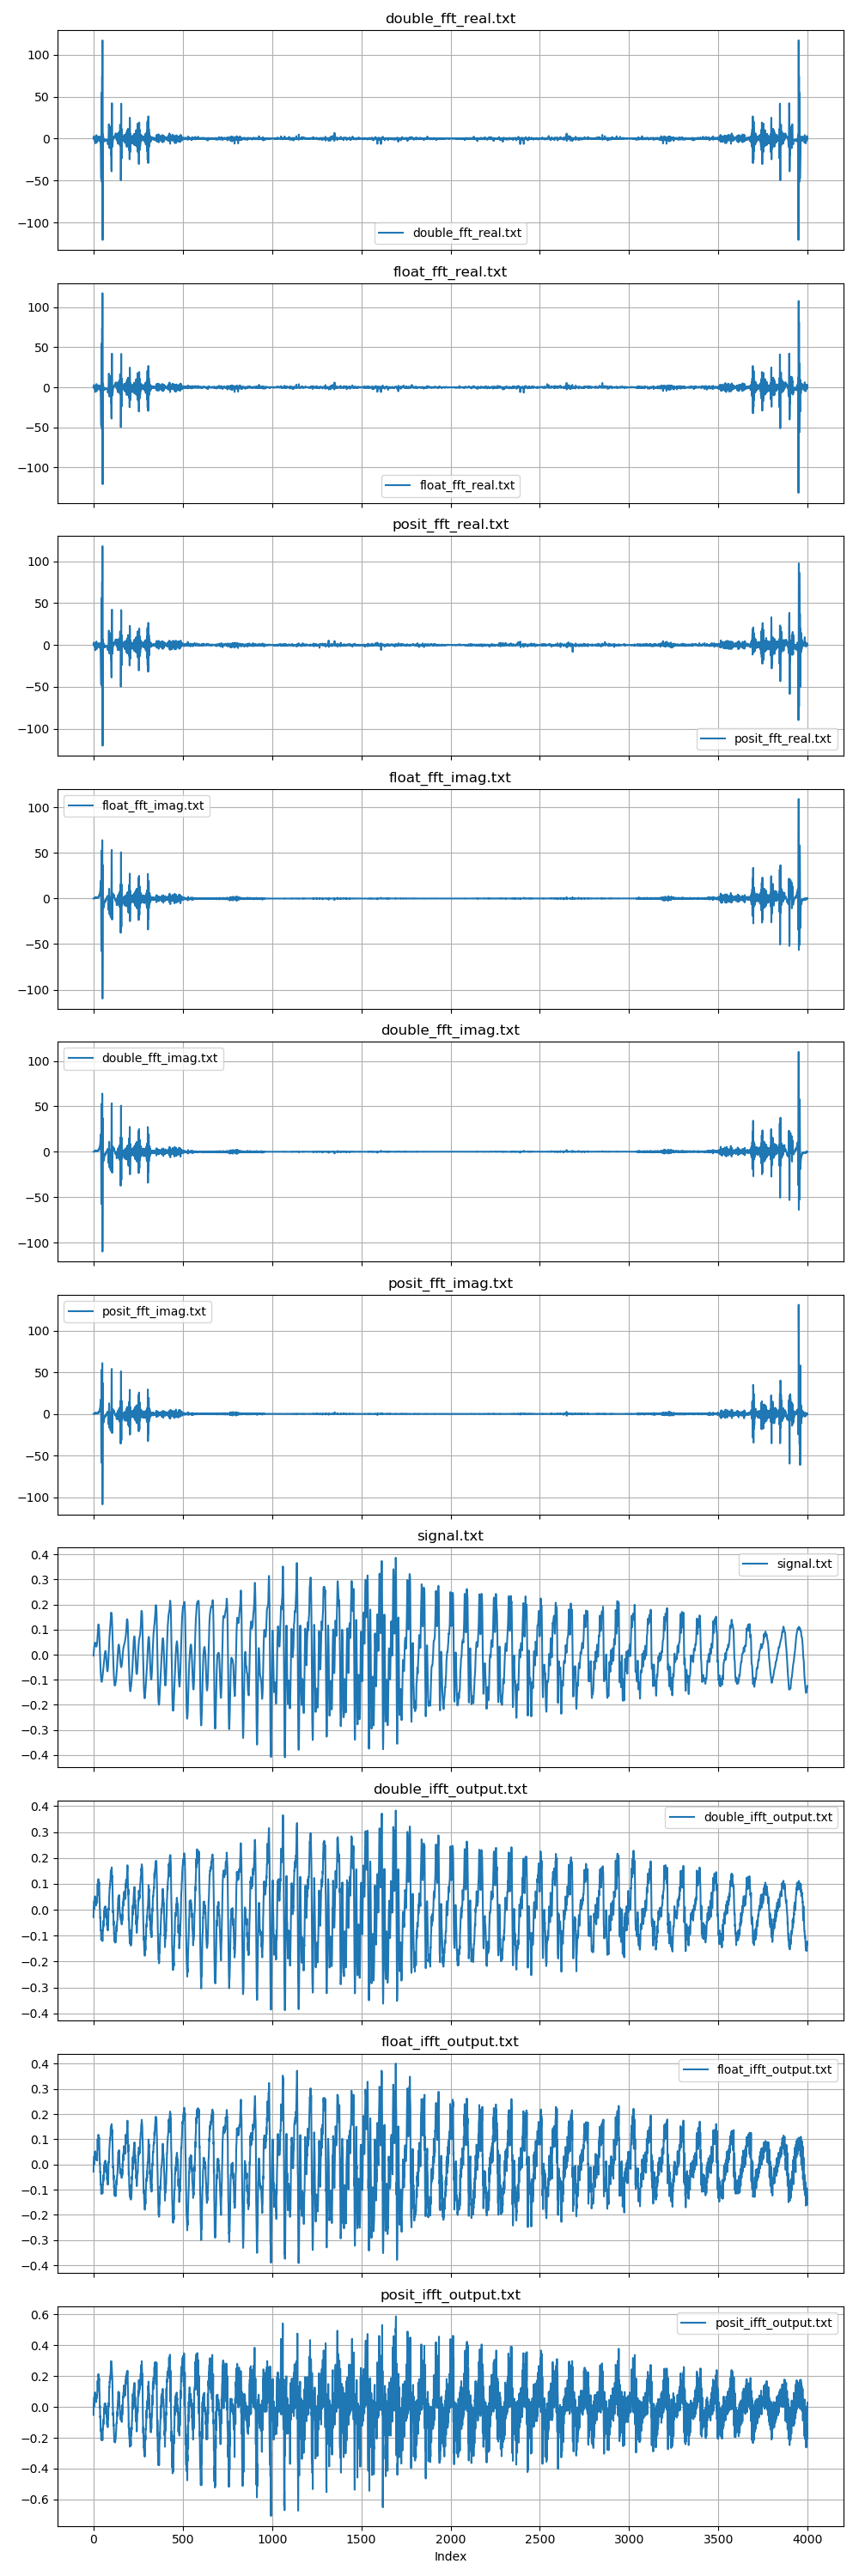 double_fft_real.txt
100
50
0
−50
−100
double_fft_real.txt
float_fft_real.txt
100
50
0
−50
−100
float_fft_real.txt
posit_fft_real.txt
100
50
0
−50
−100
posit_fft_real.txt
float_fft_imag.txt
float_fft_imag.txt
100
50
0
−50
−100
double_fft_imag.txt
double_fft_imag.txt
100
50
0
−50
−100
posit_fft_imag.txt
posit_fft_imag.txt
100
50
0
−50
−100
signal.txt
signal.txt
0.4
0.3
0.2
0.1
0.0
−0.1
−0.2
−0.3
−0.4
double_ifft_output.txt
double_ifft_output.txt
0.4
0.3
0.2
0.1
0.0
−0.1
−0.2
−0.3
−0.4
float_ifft_output.txt
float_ifft_output.txt
0.4
0.3
0.2
0.1
0.0
−0.1
−0.2
−0.3
−0.4
posit_ifft_output.txt
posit_ifft_output.txt
0.6
0.4
0.2
0.0
−0.2
−0.4
−0.6
0 500 1000 1500 2000 2500 3000 3500 4000
Index